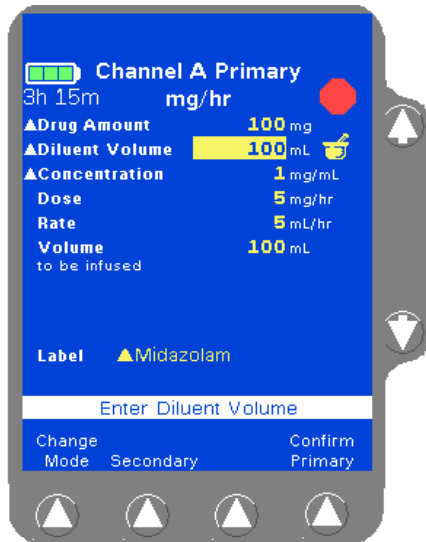 Channel A Primary
3h 15m mg/hr
▲Drug Amount 100 mg
▲Diluent Volume 100 mL
▲Concentration 1 mg/mL
Dose 5 mg/hr
Rate 5 mL/hr
Volume 100 mL
to be infused
Label ▲Midazolam
Enter Diluent Volume
Change Confirm
Mode Secondary Primary